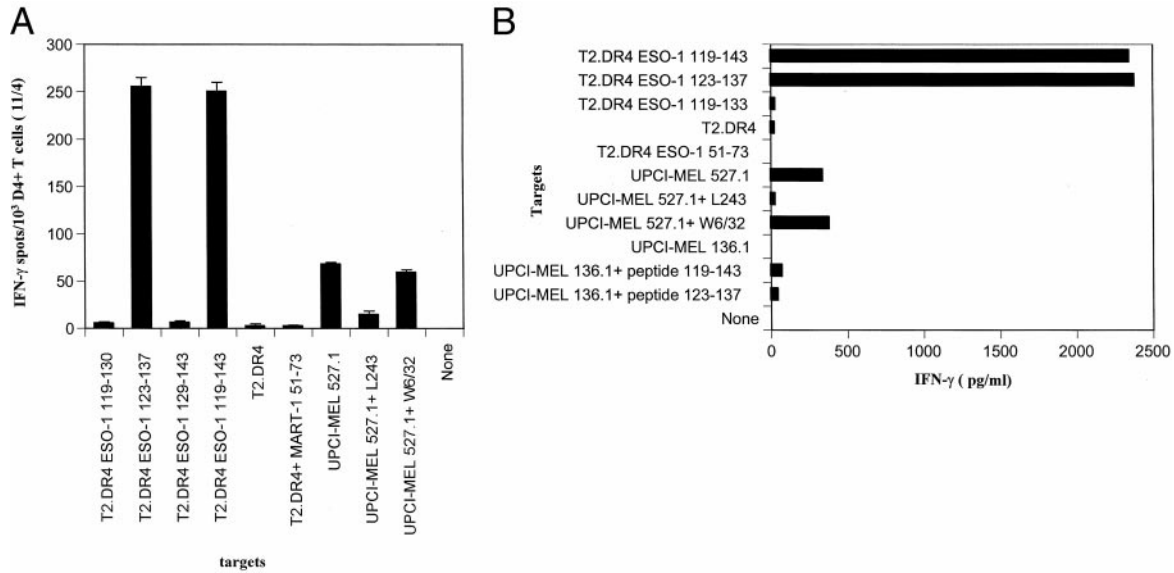 A
IFN-γ spots/10³ D4+ T cells ( 11/4)
300
250
200
150
100
50
0
T2.DR4 ESO-1 119-130
T2.DR4 ESO-1 123-137
T2.DR4 ESO-1 129-143
T2.DR4 ESO-1 119-143
T2.DR4
T2.DR4+ MART-1 51-73
UPCI-MEL 527.1
UPCI-MEL 527.1+ L243
UPCI-MEL 527.1+ W6/32
None
targets
B
Targets
T2.DR4 ESO-1 119-143
T2.DR4 ESO-1 123-137
T2.DR4 ESO-1 119-133
T2.DR4
T2.DR4 ESO-1 51-73
UPCI-MEL 527.1
UPCI-MEL 527.1+ L243
UPCI-MEL 527.1+ W6/32
UPCI-MEL 136.1
UPCI-MEL 136.1+ peptide 119-143
UPCI-MEL 136.1+ peptide 123-137
None
0 500 1000 1500 2000 2500
IFN-γ ( pg/ml)